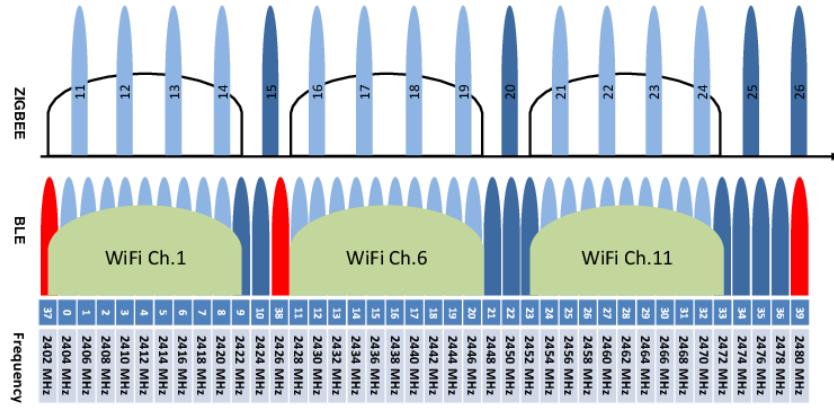 ZIGBEE
11 12 13 14 15 16 17 18 19 20 21 22 23 24 25 26
BLE
WiFi Ch.1 WiFi Ch.6 WiFi Ch.11
37 0 1 2 3 4 5 6 7 8 9 10 38 11 12 13 14 15 16 17 18 19 20 21 22 23 24 25 26 27 28 29 30 31 32 33 34 35 36 39
Frequency
2402 MHz 2404 MHz 2406 MHz 2408 MHz 2410 MHz 2412 MHz 2414 MHz 2416 MHz 2418 MHz 2420 MHz 2422 MHz 2424 MHz 2426 MHz 2428 MHz 2430 MHz 2432 MHz 2434 MHz 2436 MHz 2438 MHz 2440 MHz 2442 MHz 2444 MHz 2446 MHz 2448 MHz 2450 MHz 2452 MHz 2454 MHz 2456 MHz 2458 MHz 2460 MHz 2462 MHz 2464 MHz 2466 MHz 2468 MHz 2470 MHz 2472 MHz 2474 MHz 2476 MHz 2478 MHz 2480 MHz